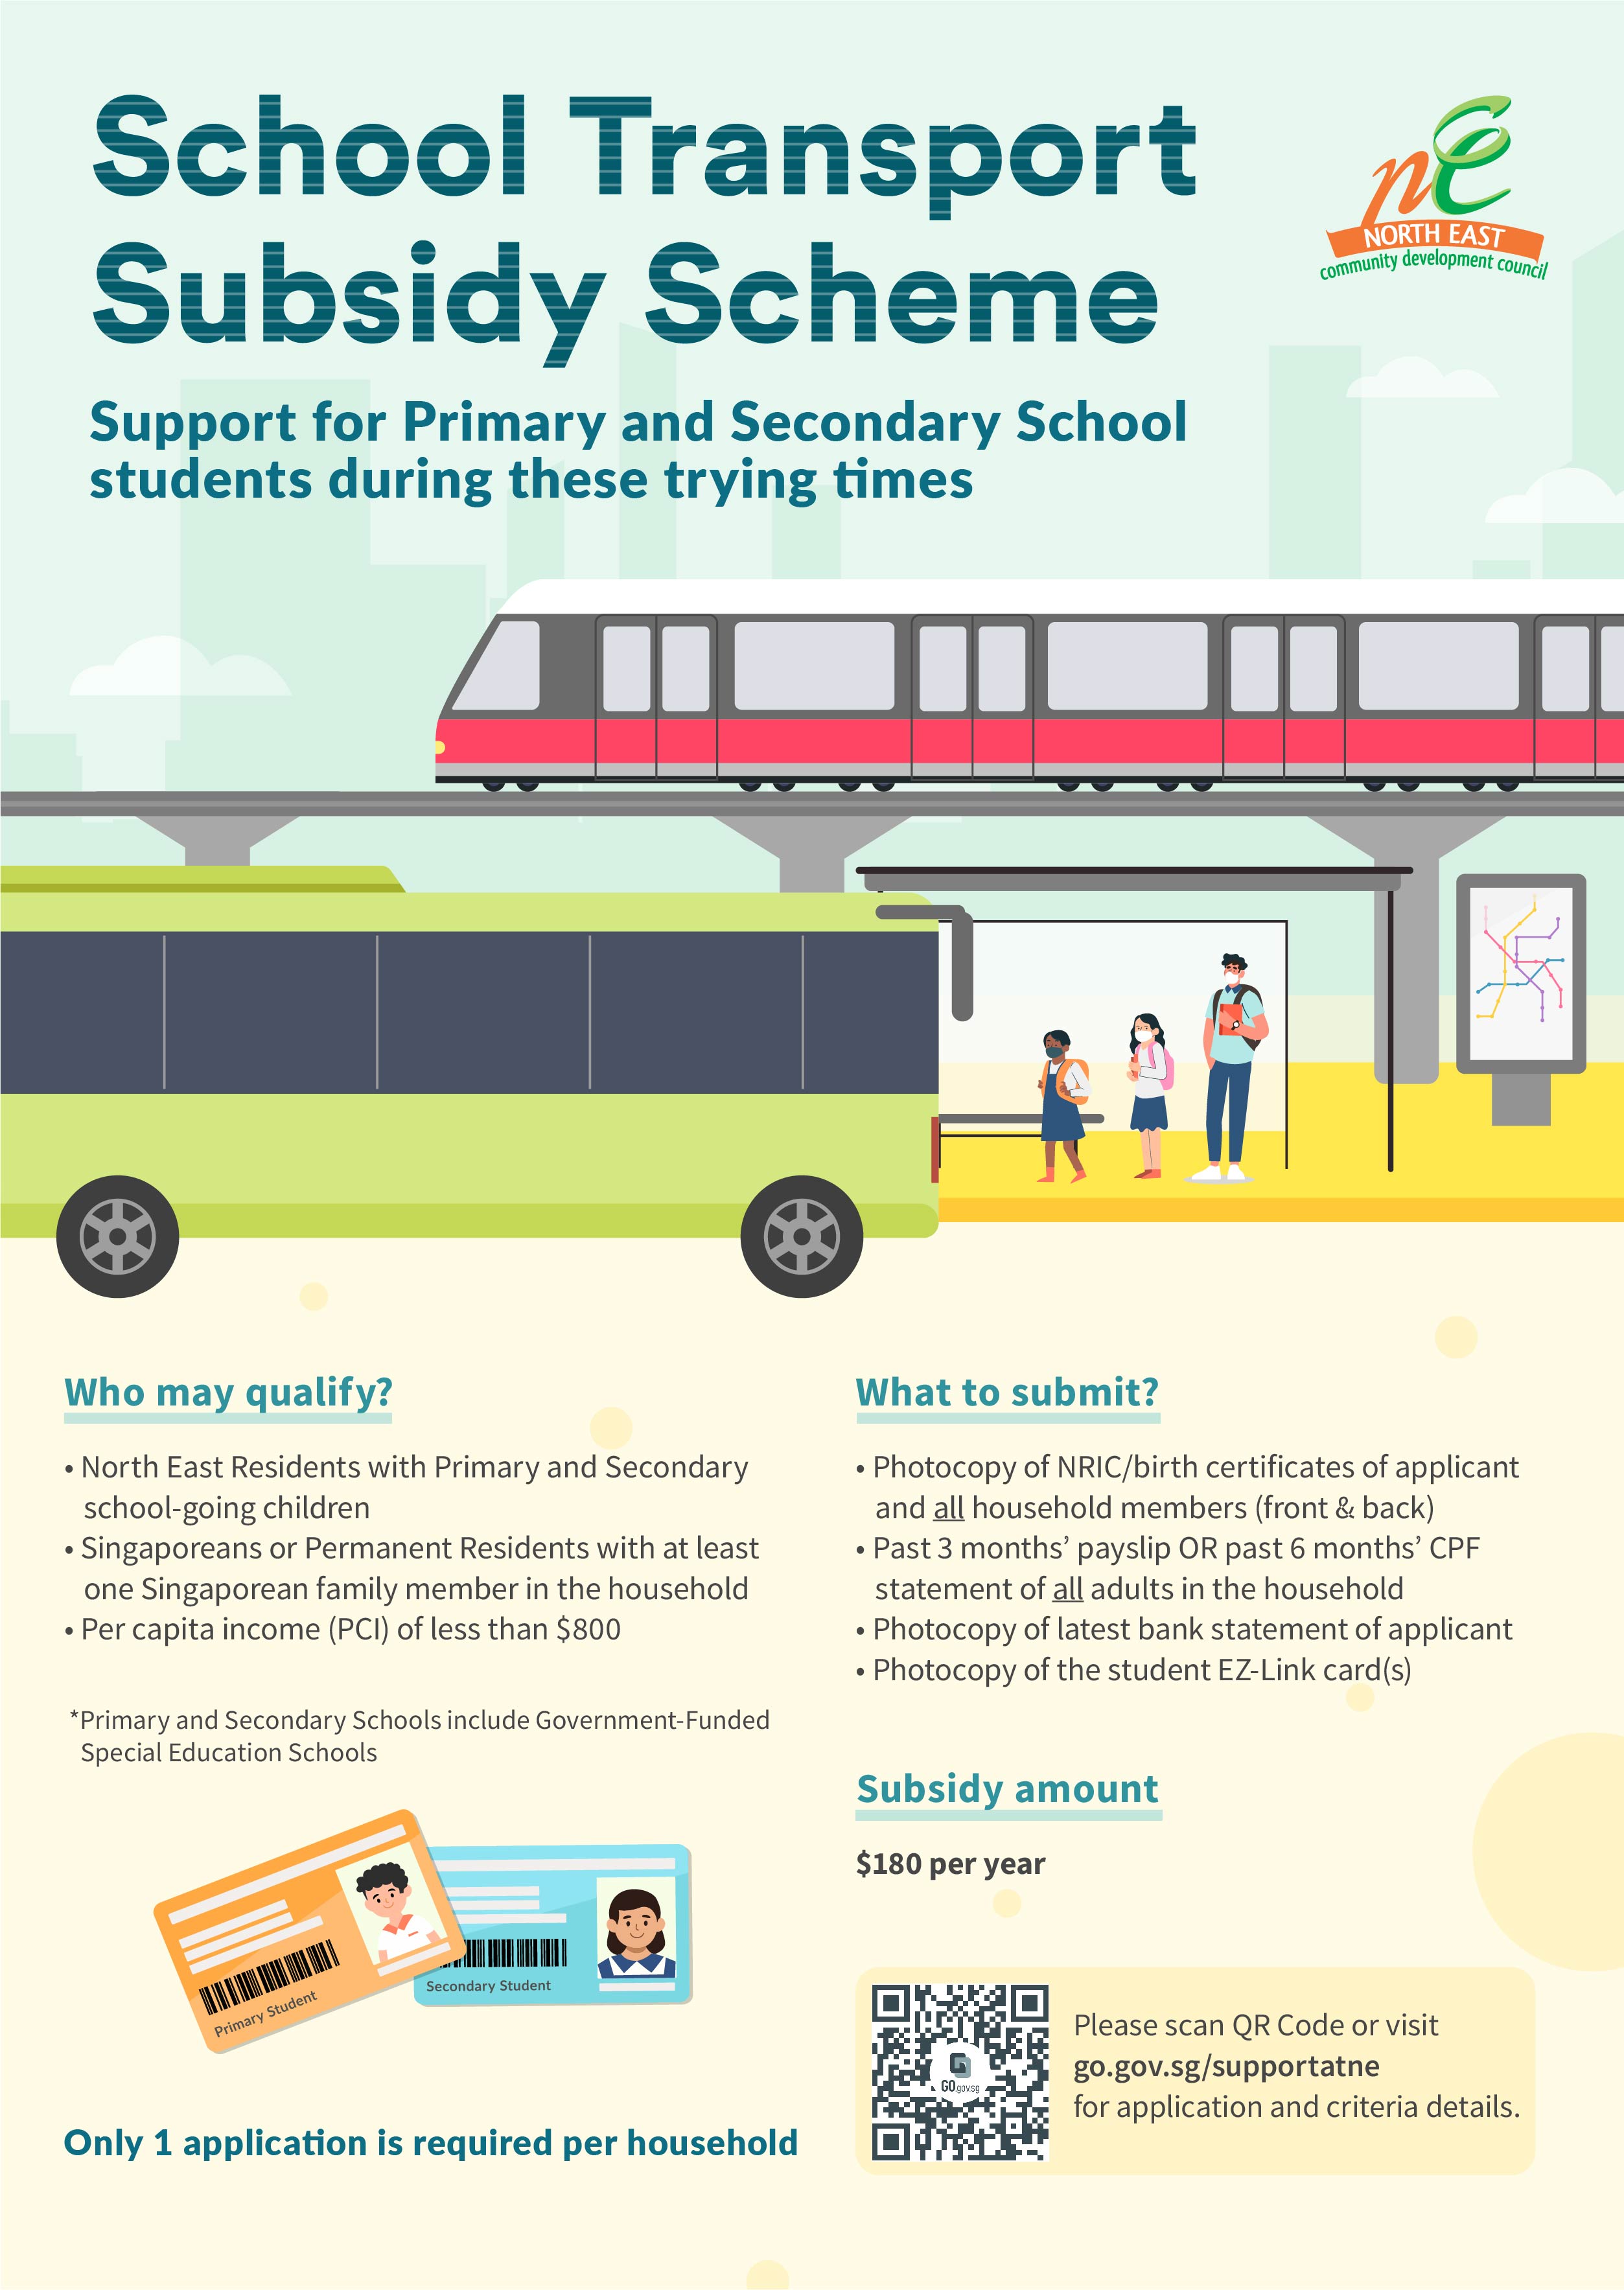 School Transport
Subsidy Scheme
nE
NORTH EAST
community development council
Support for Primary and Secondary School
students during these trying times
Who may qualify?
• North East Residents with Primary and Secondary
school-going children
• Singaporeans or Permanent Residents with at least
one Singaporean family member in the household
• Per capita income (PCI) of less than $800
*Primary and Secondary Schools include Government-Funded
Special Education Schools
Primary Student
Secondary Student
Only 1 application is required per household
What to submit?
• Photocopy of NRIC/birth certificates of applicant
and all household members (front & back)
• Past 3 months’ payslip OR past 6 months’ CPF
statement of all adults in the household
• Photocopy of latest bank statement of applicant
• Photocopy of the student EZ-Link card(s)
Subsidy amount
$180 per year
GO.gov.sg
Please scan QR Code or visit
go.gov.sg/supportatne
for application and criteria details.